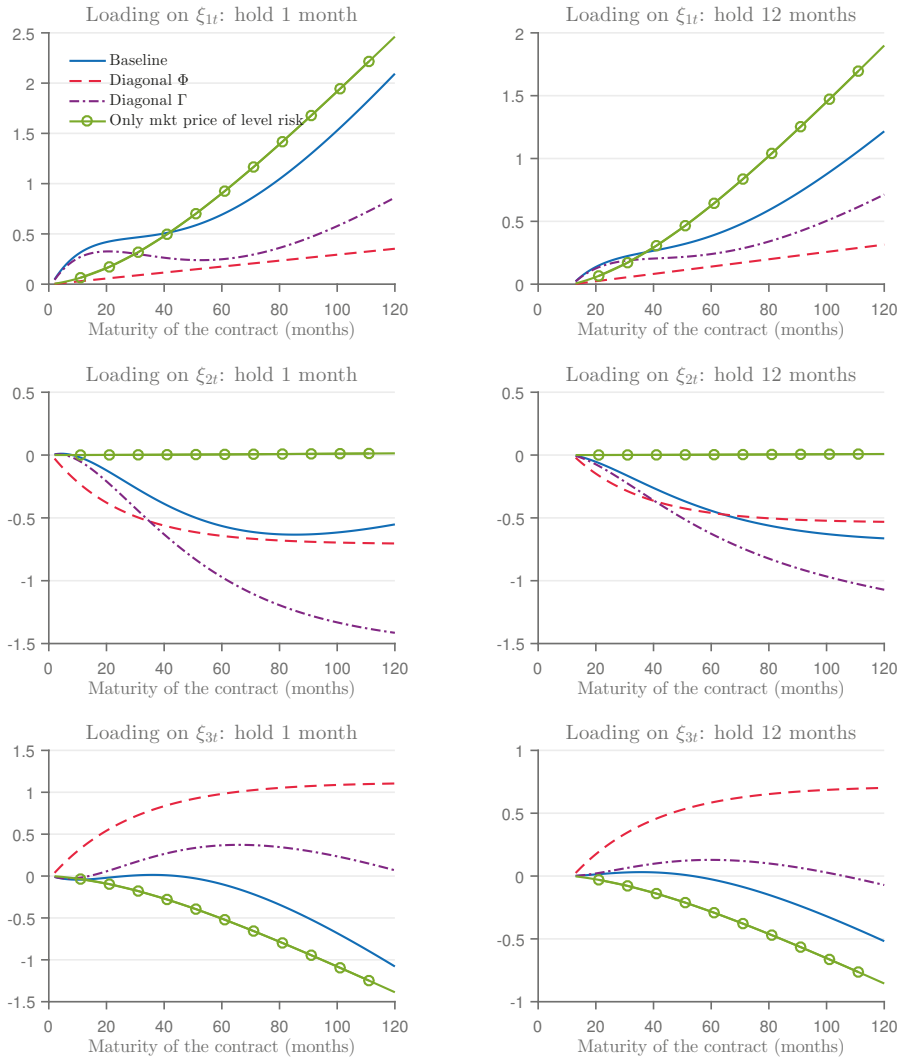 Loading on ξ1t: hold 1 month
2.5
2
1.5
1
0.5
0
Baseline
Diagonal Φ
Diagonal Γ
Only mkt price of level risk
0 20 40 60 80 100 120
Maturity of the contract (months)
Loading on ξ1t: hold 12 months
2
1.5
1
0.5
0
0 20 40 60 80 100 120
Maturity of the contract (months)
Loading on ξ2t: hold 1 month
0.5
0
-0.5
-1
-1.5
0 20 40 60 80 100 120
Maturity of the contract (months)
Loading on ξ2t: hold 12 months
0.5
0
-0.5
-1
-1.5
0 20 40 60 80 100 120
Maturity of the contract (months)
Loading on ξ3t: hold 1 month
1.5
1
0.5
0
-0.5
-1
-1.5
0 20 40 60 80 100 120
Maturity of the contract (months)
Loading on ξ3t: hold 12 months
1
0.5
0
-0.5
-1
0 20 40 60 80 100 120
Maturity of the contract (months)